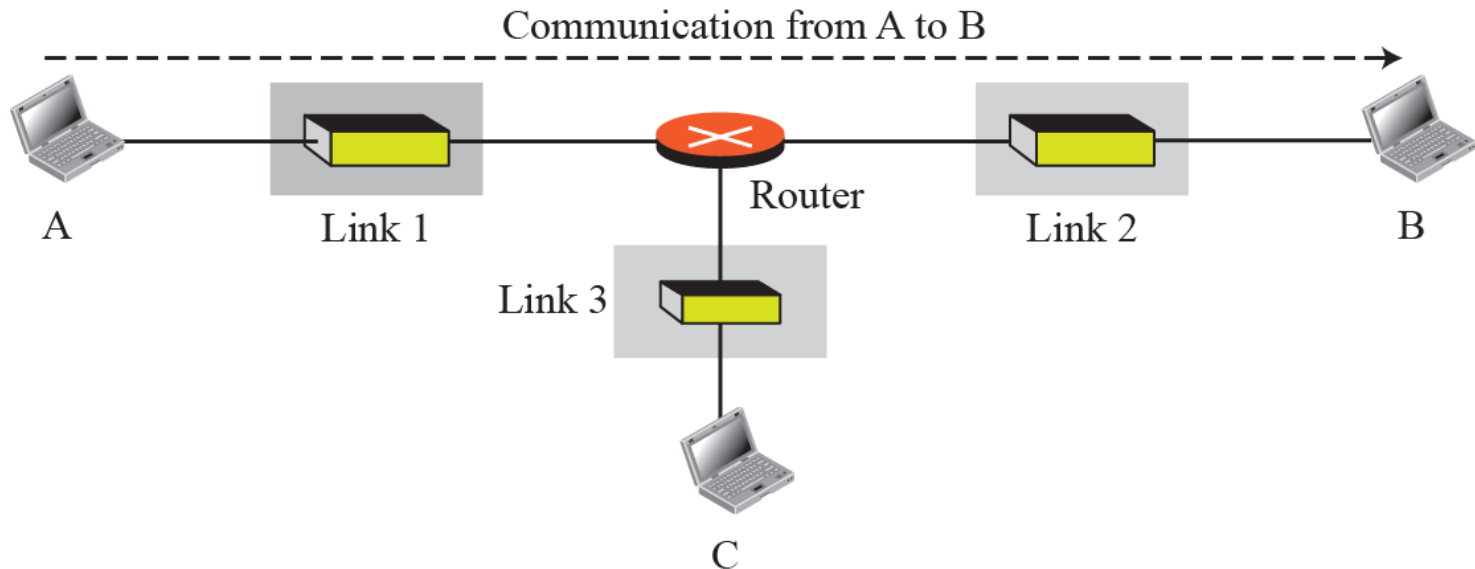 Communication from A to B
A
Link 1
Router
Link 2
B
Link 3
C